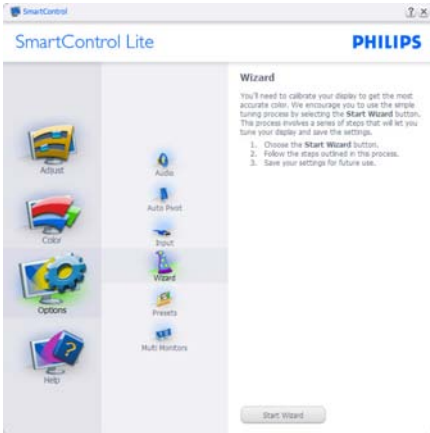 SmartControl
? X
SmartControl Lite
PHILIPS
Adjust
Color
Options
Help
Audio
Auto Pivot
Input
Wizard
Presets
Multi Monitors
Wizard
You'll need to calibrate your display to get the most
accurate color. We encourage you to use the simple
tuning process by selecting the Start Wizard button.
This process involves a series of steps that will let you
tune your display and save the settings.
1. Choose the Start Wizard button.
2. Follow the steps outlined in this process.
3. Save your settings for future use.
Start Wizard